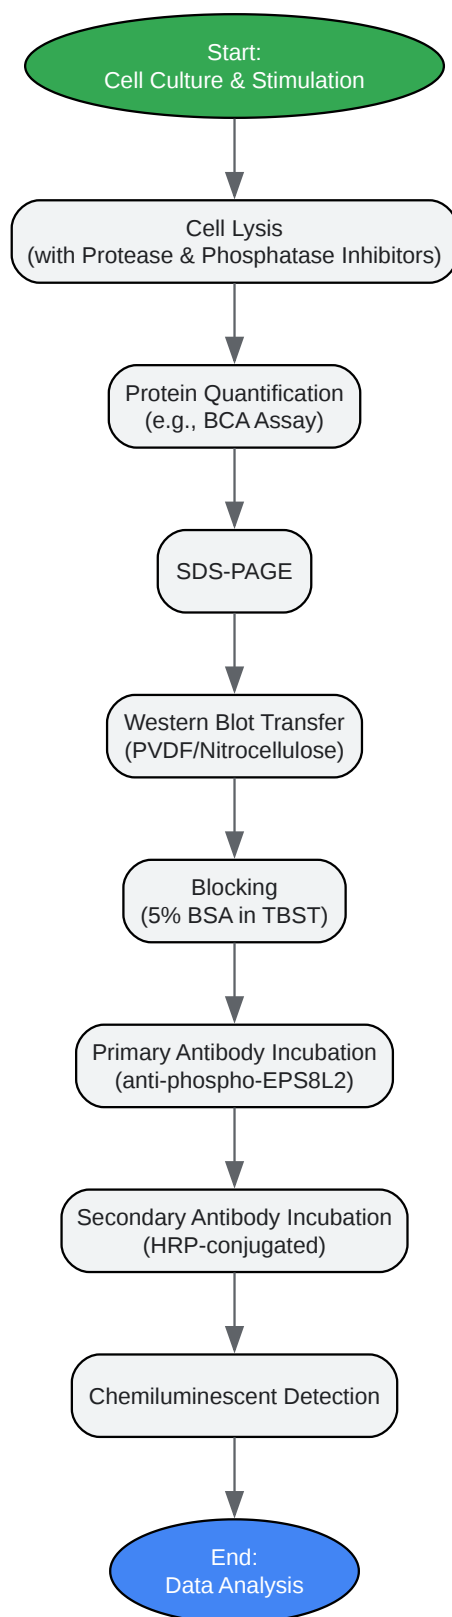 Start:
Cell Culture & Stimulation
Cell Lysis
(with Protease & Phosphatase Inhibitors)
Protein Quantification
(e.g., BCA Assay)
SDS-PAGE
Western Blot Transfer
(PVDF/Nitrocellulose)
Blocking
(5% BSA in TBST)
Primary Antibody Incubation
(anti-phospho-EPS8L2)
Secondary Antibody Incubation
(HRP-conjugated)
Chemiluminescent Detection
End:
Data Analysis